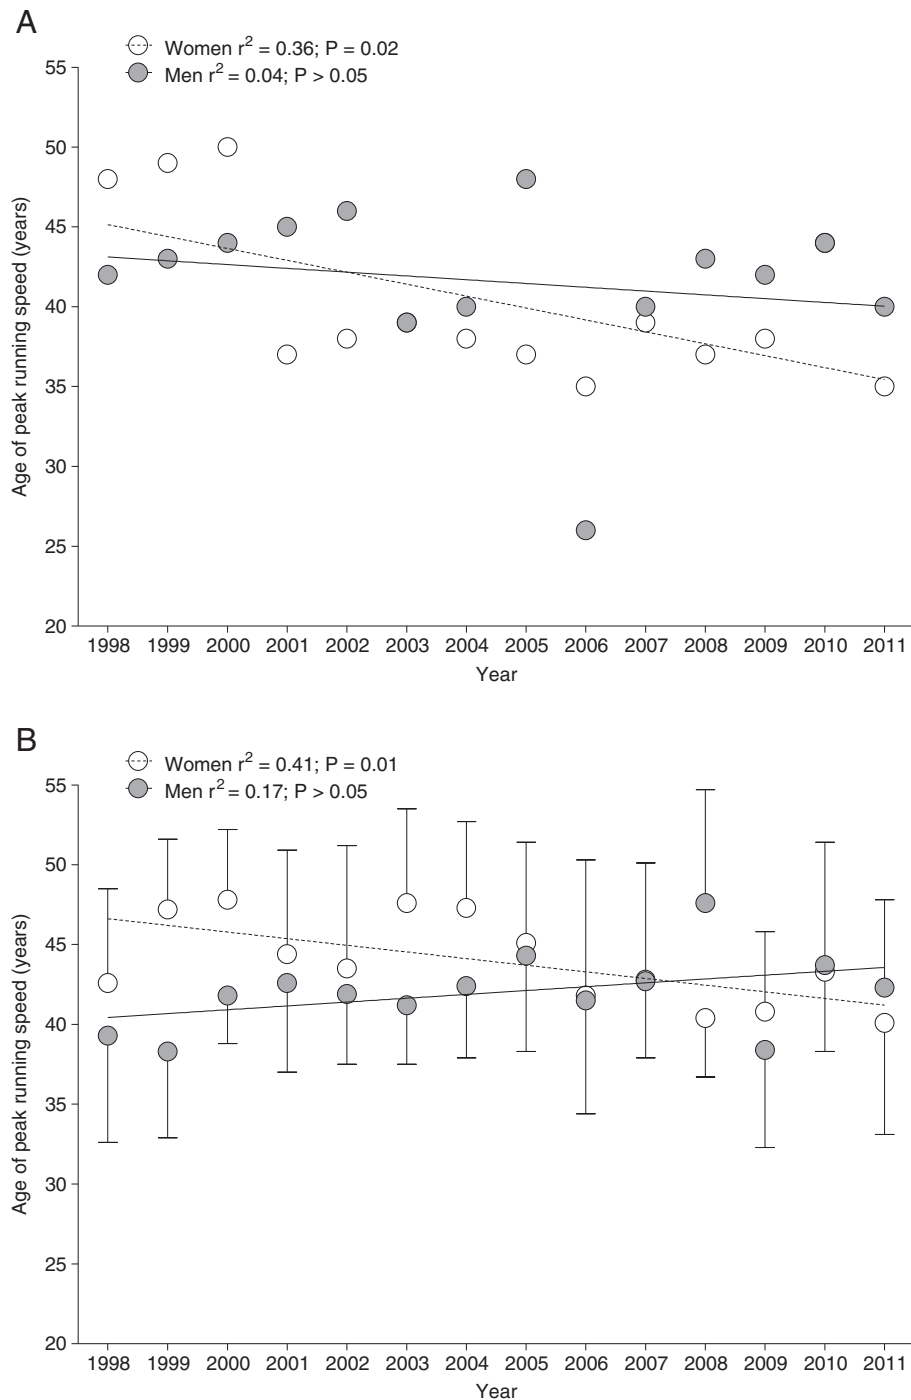 A
Women r² = 0.36; P = 0.02
Men r² = 0.04; P > 0.05
55
50
45
40
35
30
25
20
Age of peak running speed (years)
1998 1999 2000 2001 2002 2003 2004 2005 2006 2007 2008 2009 2010 2011
Year
B
Women r² = 0.41; P = 0.01
Men r² = 0.17; P > 0.05
55
50
45
40
35
30
25
20
Age of peak running speed (years)
1998 1999 2000 2001 2002 2003 2004 2005 2006 2007 2008 2009 2010 2011
Year